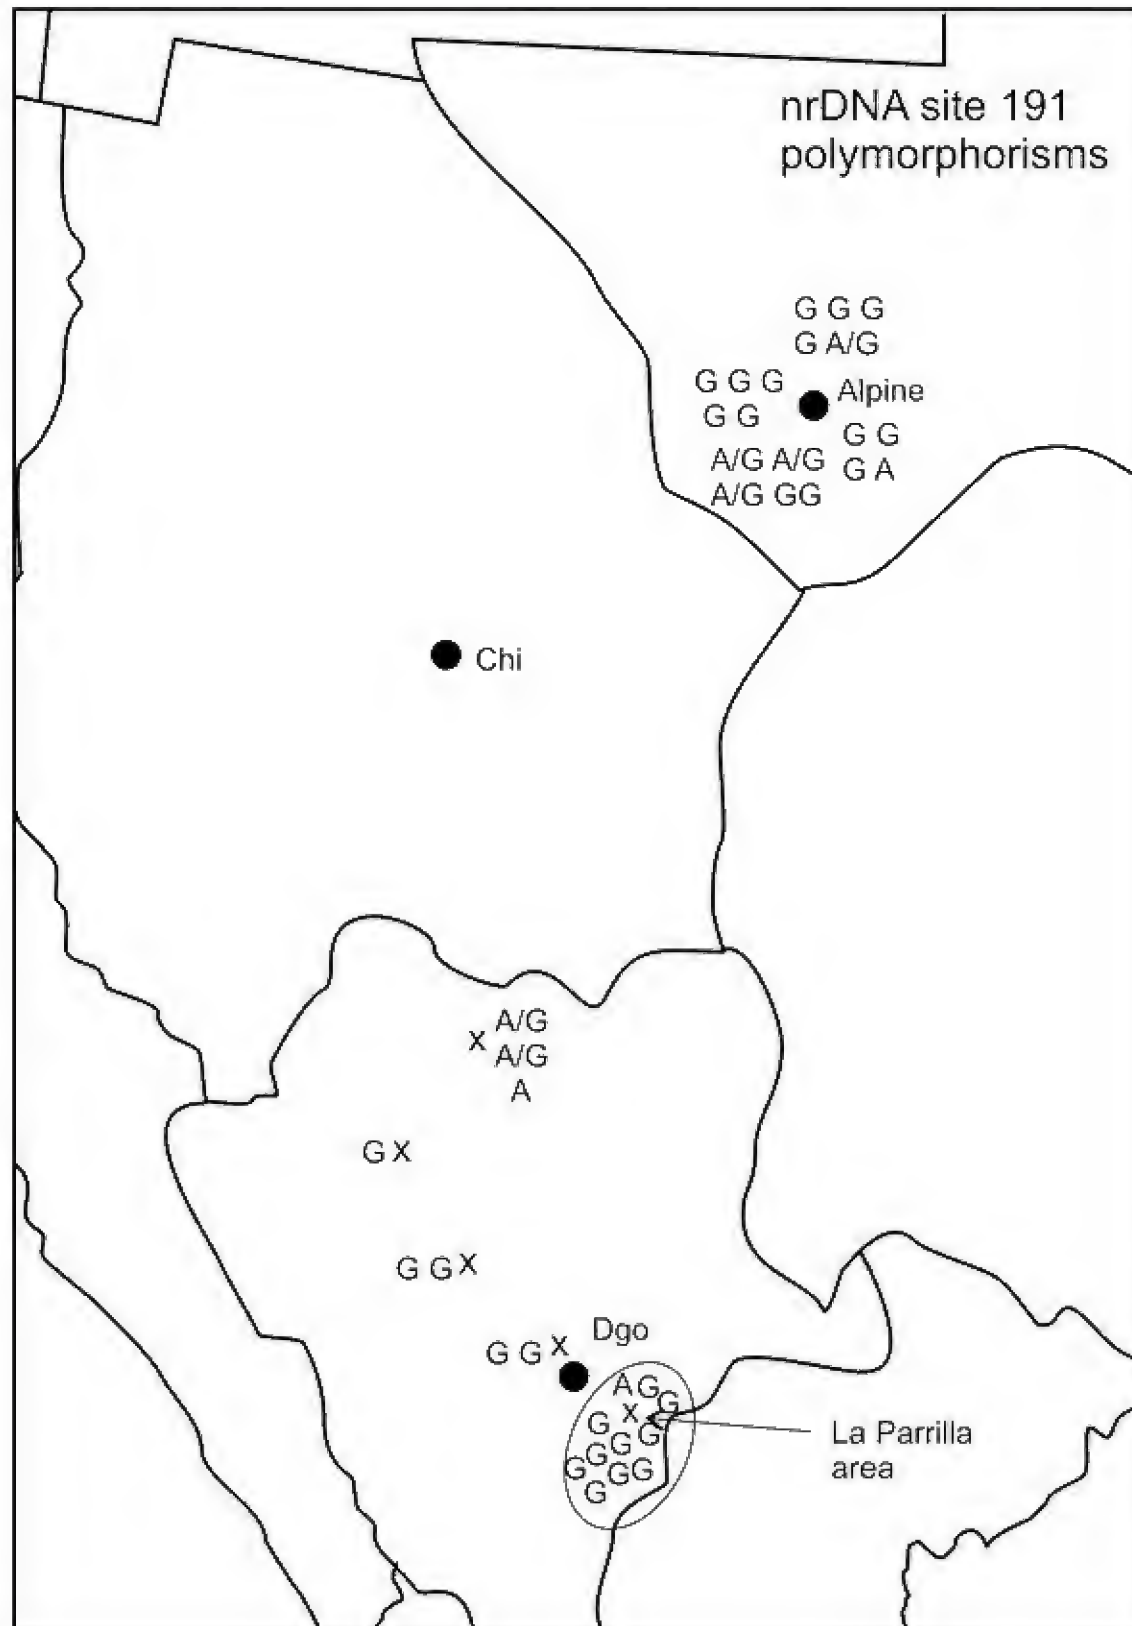 nrDNA site 191
polymorphorisms
G G G
G A/G
G G G
G G
Alpine
G G
G A
A/G A/G
A/G GG
Chi
A/G
X
A/G
A
G X
G G X
G G X
Dgo
A G
G
X
G
G
G G
G
G G
G
La Parrilla
area